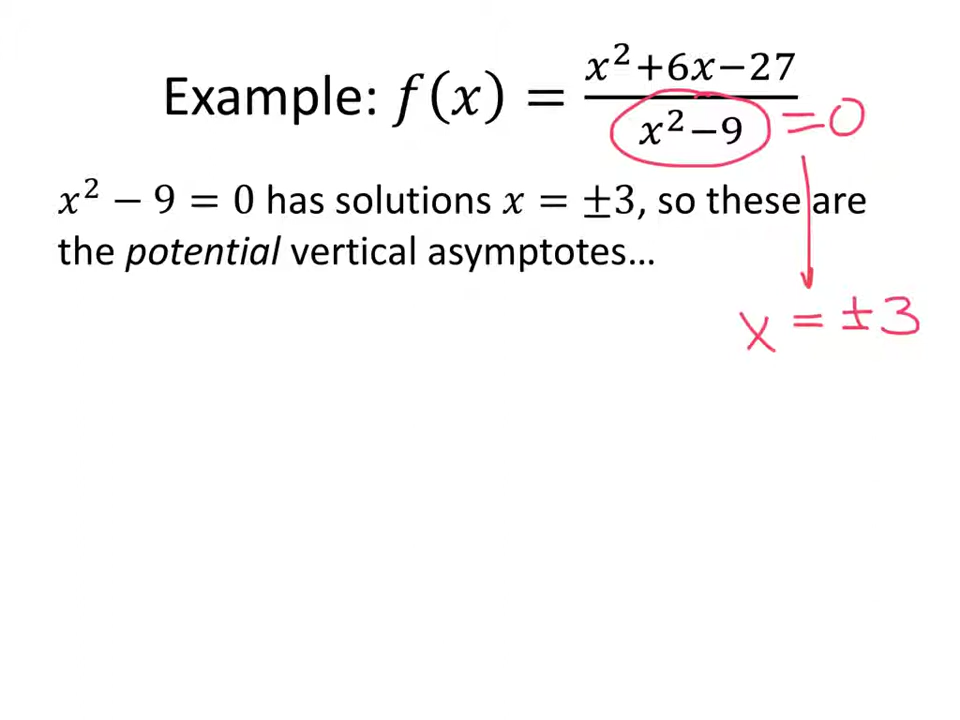 Example: f(x) = (x²+6x−27)/(x²−9) =0
x² − 9 = 0 has solutions x = ±3, so these are
the potential vertical asymptotes…
x = ±3